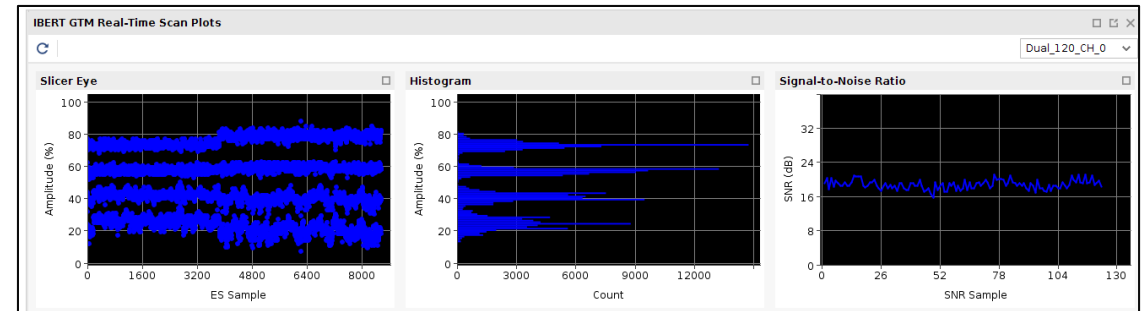 IBERT GTM Real-Time Scan Plots
Dual_120_CH_0
Slicer Eye
100
80
60
40
20
0
Amplitude (%)
0 1600 3200 4800 6400 8000
ES Sample
Histogram
100
80
60
40
20
0
Amplitude (%)
0 3000 6000 9000 12000
Count
Signal-to-Noise Ratio
32
24
16
8
0
SNR (dB)
0 26 52 78 104 130
SNR Sample